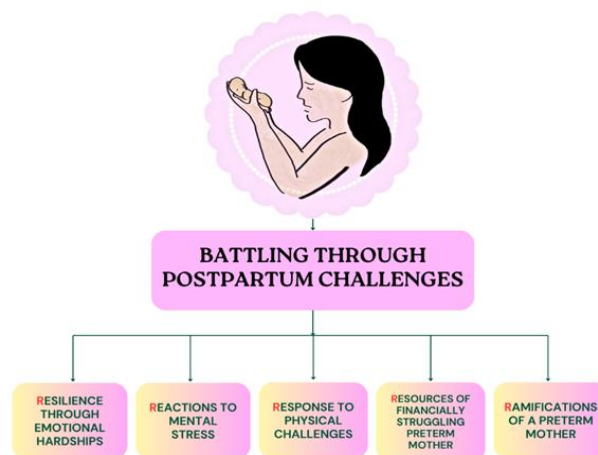 BATTLING THROUGH
POSTPARTUM CHALLENGES
RESILIENCE
THROUGH
EMOTIONAL
HARDSHIPS
REACTIONS TO
MENTAL
STRESS
RESPONSE TO
PHYSICAL
CHALLENGES
RESOURCES OF
FINANCIALLY
STRUGGLING
PRETERM
MOTHER
RAMIFICATIONS
OF A PRETERM
MOTHER